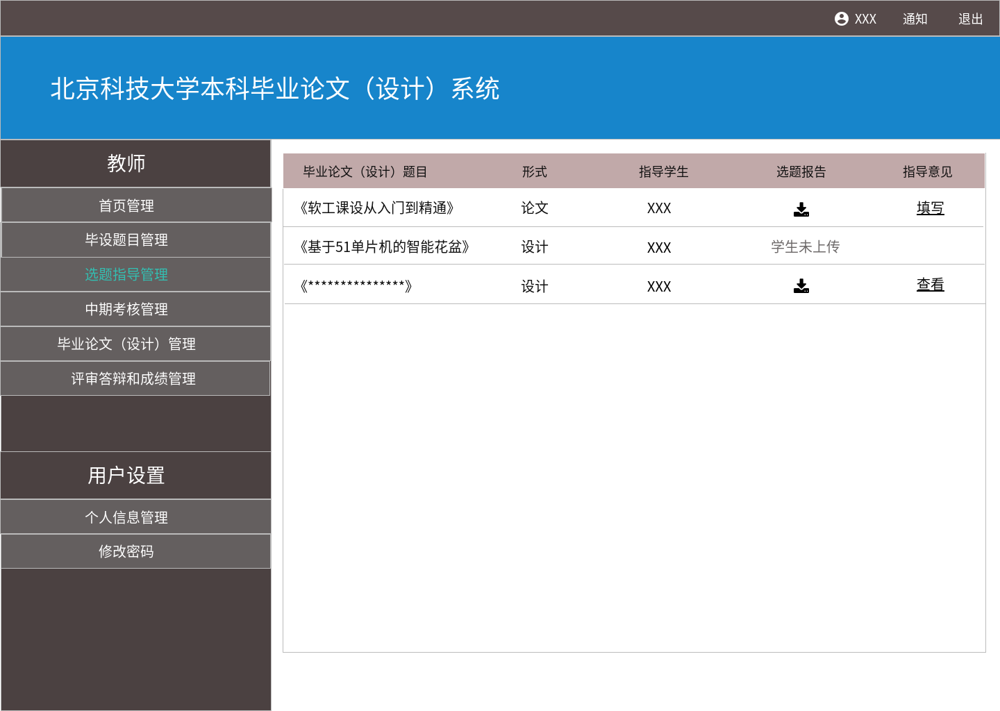 XXX 通知 退出
北京科技大学本科毕业论文（设计）系统
教师
首页管理
毕设题目管理
选题指导管理
中期考核管理
毕业论文（设计）管理
评审答辩和成绩管理
用户设置
个人信息管理
修改密码
毕业论文（设计）题目 形式 指导学生 选题报告 指导意见
《软工课设从入门到精通》 论文 XXX 填写
《基于51单片机的智能花盆》 设计 XXX 学生未上传
《***************》 设计 XXX 查看